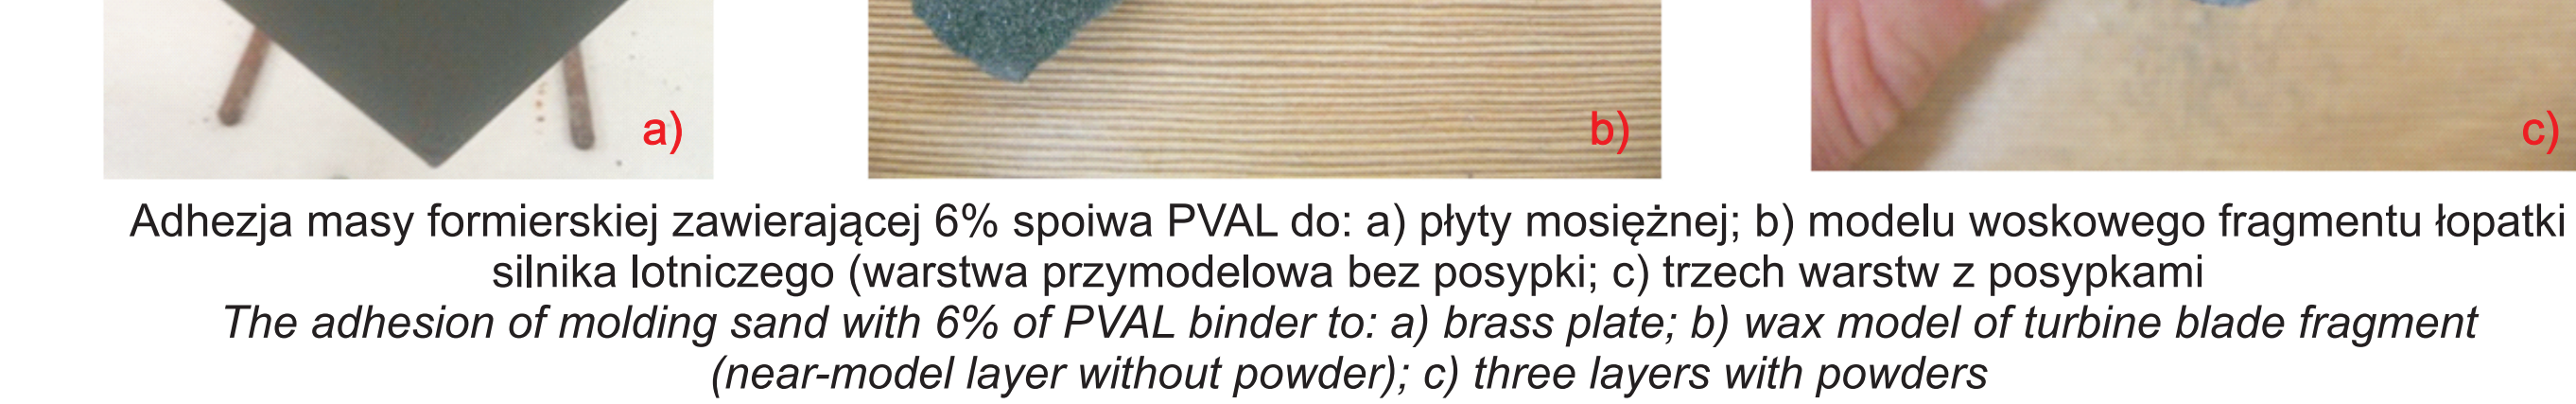 a)
b)
c)
Adhezja masy formierskiej zawierającej 6% spoiwa PVAL do: a) płyty mosiężnej; b) modelu woskowego fragmentu łopatki
silnika lotniczego (warstwa przymodelowa bez posypki; c) trzech warstw z posypkami
The adhesion of molding sand with 6% of PVAL binder to: a) brass plate; b) wax model of turbine blade fragment
(near-model layer without powder); c) three layers with powders